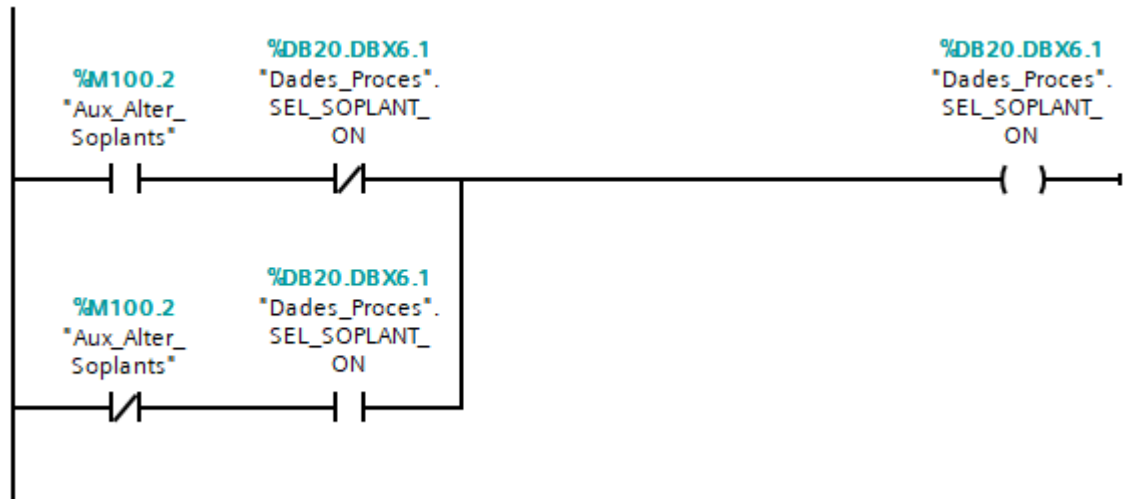 %M100.2
"Aux_Alter_
Soplants"
%DB20.DBX6.1
"Dades_Proces".
SEL_SOPLANT_
ON
%DB20.DBX6.1
"Dades_Proces".
SEL_SOPLANT_
ON
%M100.2
"Aux_Alter_
Soplants"
%DB20.DBX6.1
"Dades_Proces".
SEL_SOPLANT_
ON